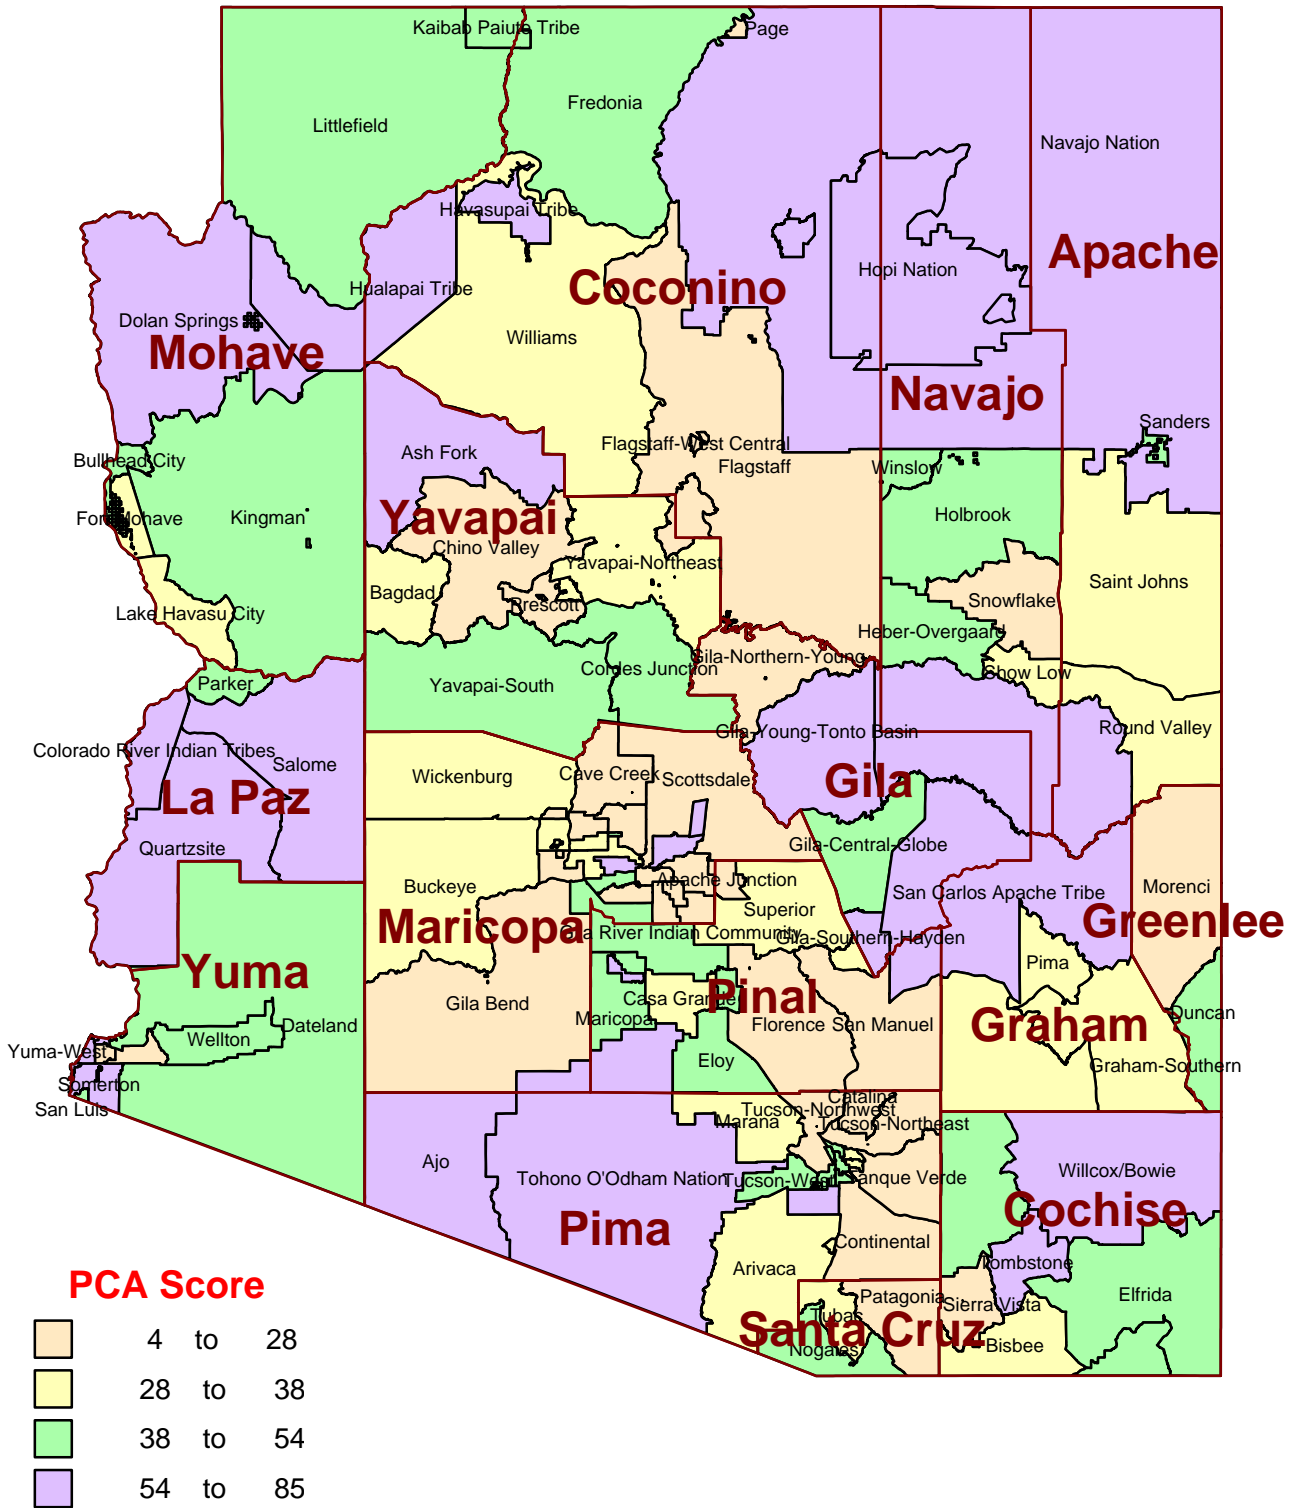 Kaibab Paiute Tribe
Page
Fredonia
Littlefield
Navajo Nation
Havasupai Tribe
Apache
Hopi Nation
Hualapai Tribe
Coconino
Dolan Springs
Williams
Mohave
Navajo
Sanders
Flagstaff-West Central
Ash Fork
Bullhead City
Flagstaff
Winslow
Fort Mohave
Kingman
Yavapai
Holbrook
Chino Valley
Yavapai-Northeast
Saint Johns
Bagdad
Prescott
Snowflake
Lake Havasu City
Heber-Overgaard
Gila-Northern-Young
Cordes Junction
Show Low
Parker
Yavapai-South
Round Valley
Gila-Young-Tonto Basin
Colorado River Indian Tribes
Salome
Wickenburg
Cave Creek
Scottsdale
Gila
La Paz
Quartzsite
Gila-Central-Globe
Buckeye
Apache Junction
San Carlos Apache Tribe
Morenci
Superior
Maricopa
Greenlee
Gila River Indian Community
Gila-Southern-Hayden
Yuma
Pima
Gila Bend
Casa Grande
Pinal
Duncan
Maricopa
Florence
San Manuel
Graham
Dateland
Wellton
Yuma-West
Eloy
Graham-Southern
Somerton
San Luis
Catalina
Tucson-Northwest
Marana
Tucson-Northeast
Ajo
Tohono O'Odham Nation
Tucson-West
Tanque Verde
Willcox/Bowie
Cochise
Pima
Continental
Arivaca
Tombstone
PCA Score
Patagonia
Sierra Vista
Elfrida
Tubac
Santa Cruz
Nogales
Bisbee
4 to 28
28 to 38
38 to 54
54 to 85